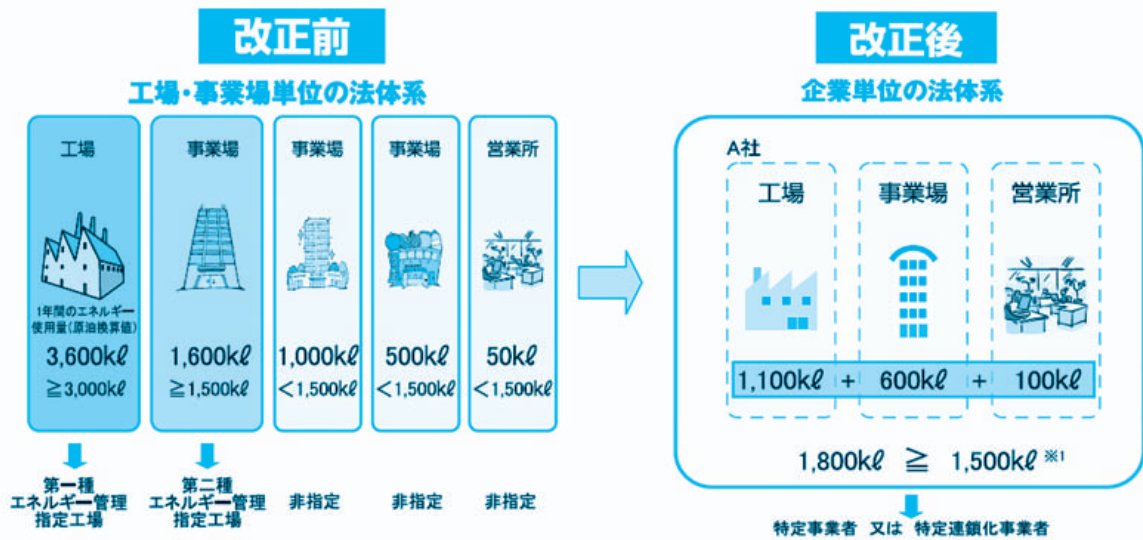 改正前
工場・事業場単位の法体系
工場
事業場
事業場
事業場
営業所
1年間のエネルギー
使用量(原油換算値)
3,600kℓ
1,600kℓ
1,000kℓ
500kℓ
50kℓ
≧3,000kℓ
≧1,500kℓ
<1,500kℓ
<1,500kℓ
<1,500kℓ
第一種
エネルギー管理
指定工場
第二種
エネルギー管理
指定工場
非指定
非指定
非指定
改正後
企業単位の法体系
A社
工場
事業場
営業所
1,100kℓ + 600kℓ + 100kℓ
1,800kℓ ≧ 1,500kℓ ※1
特定事業者 又は 特定連鎖化事業者